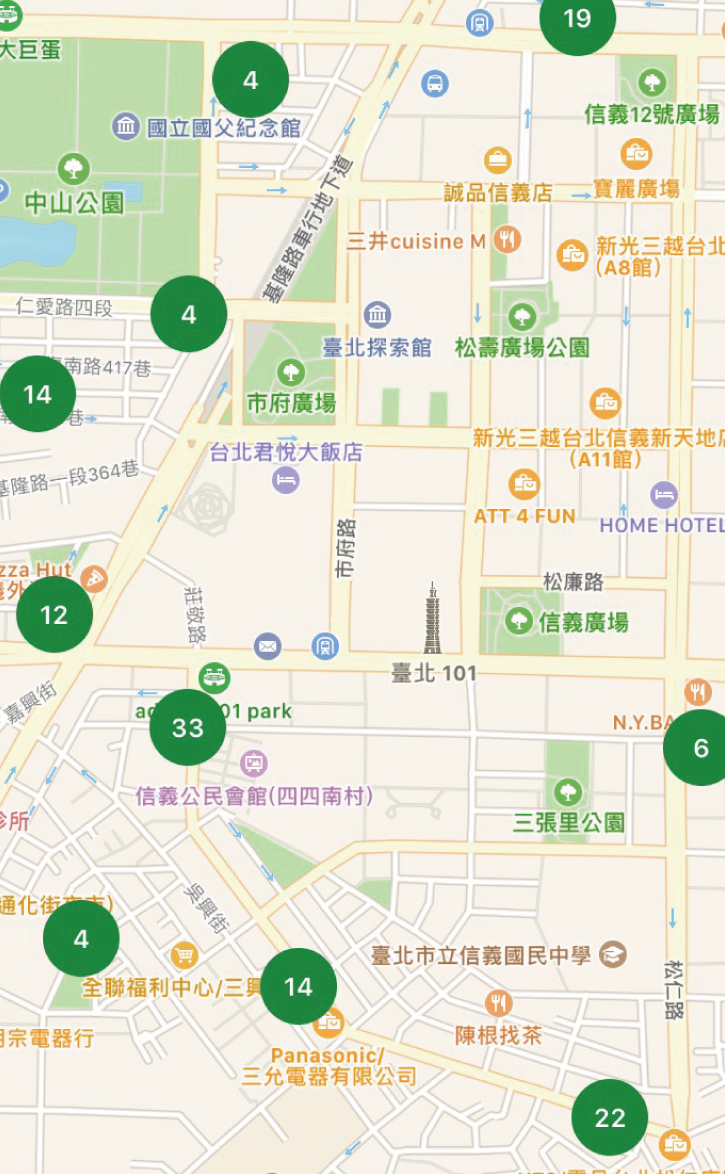 19
大巨蛋
4
國立國父紀念館
信義12號廣場
中山公園
基隆路車行地下道
誠品信義店
寶麗廣場
三井cuisine M
新光三越台北
(A8館)
仁愛路四段
4
臺北探索館
松壽廣場公園
南路417巷
14
巷
市府廣場
新光三越台北信義新天地店
(A11館)
台北君悅大飯店
基隆路一段364巷
ATT 4 FUN
HOME HOTEL
市府路
zza Hut
松廉路
莊敬路
12
信義廣場
臺北 101
嘉興街
01 park
33
N.Y.BA
6
信義公民會館(四四南村)
診所
三張里公園
通化街
吳興街
4
臺北市立信義國民中學
全聯福利中心/三興
14
松仁路
宗電器行
陳根找茶
Panasonic/
三允電器有限公司
22